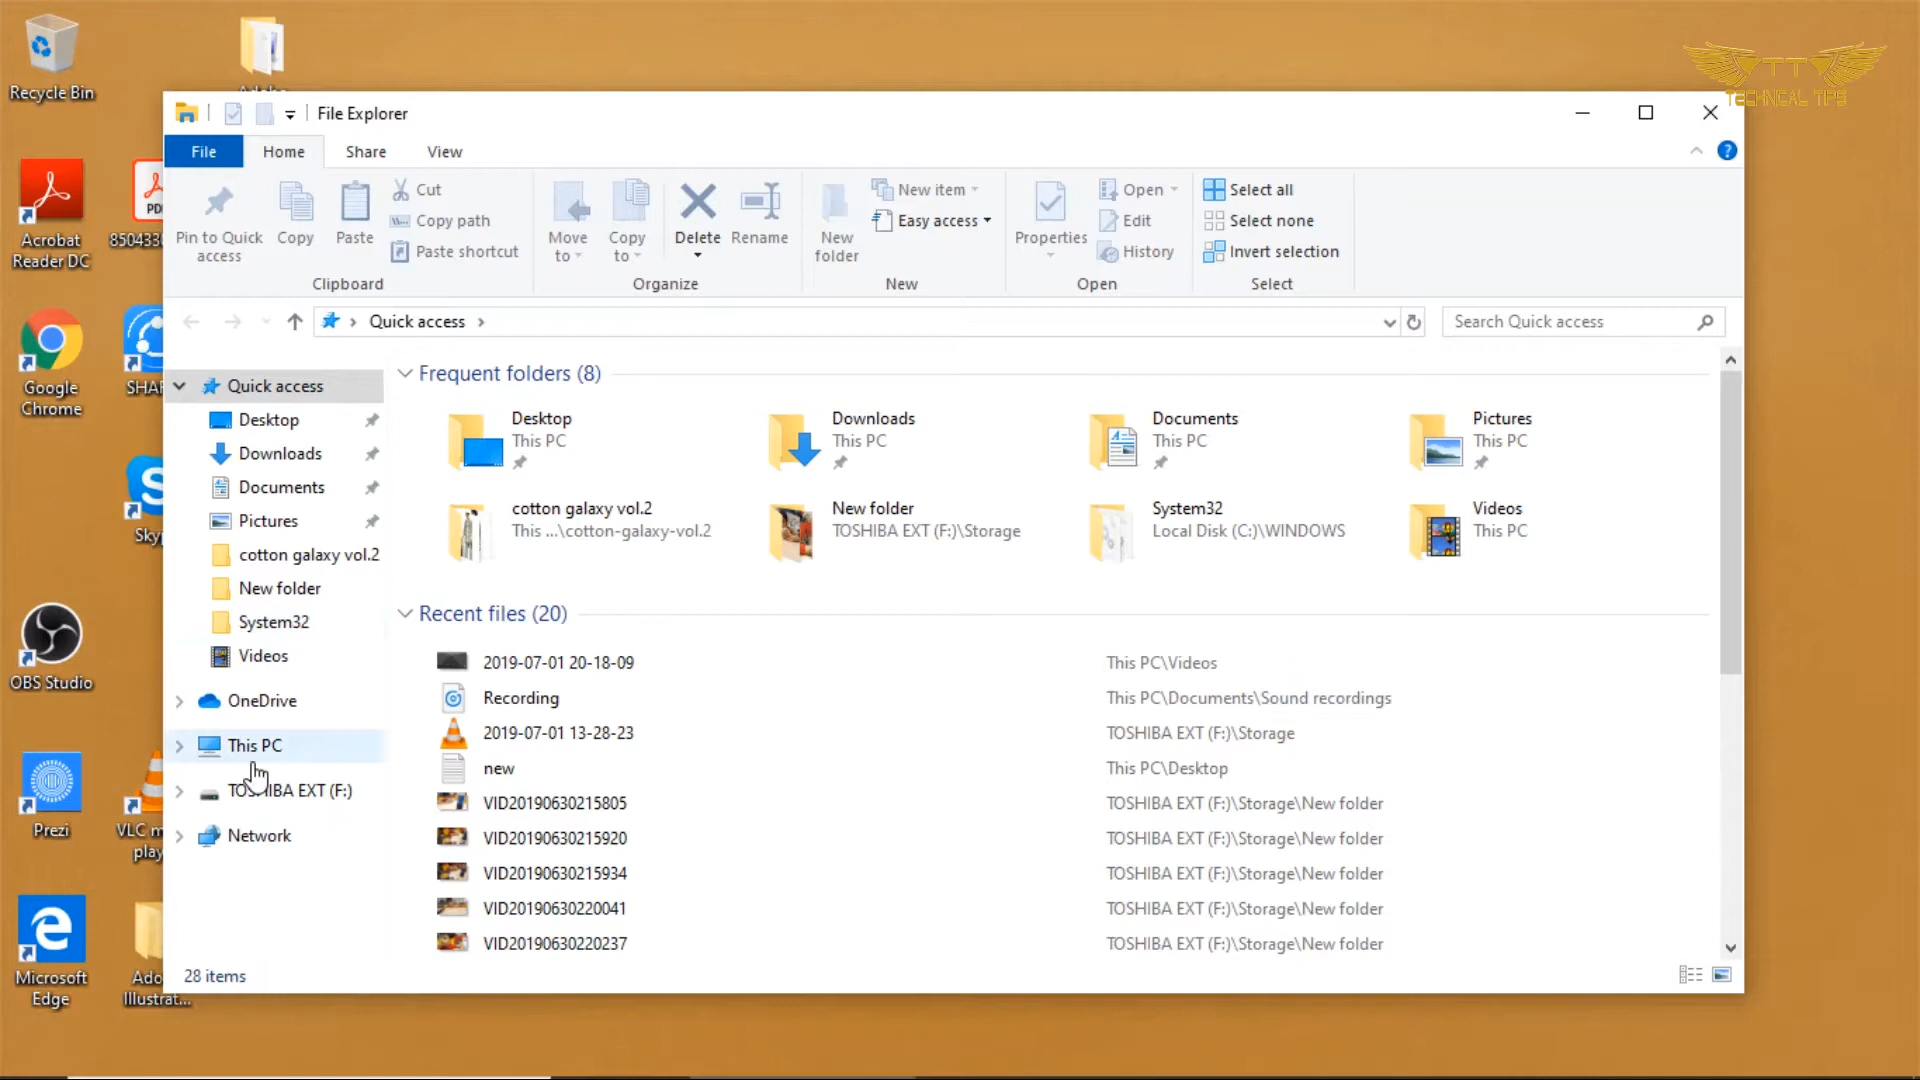 Recycle Bin
TT
TECHNICAL TIPS
File Explorer
File
Home
Share
View
Pin to Quick
access
Copy
Paste
Cut
Copy path
Paste shortcut
Clipboard
Move
to
Copy
to
Delete
Rename
Organize
New
folder
New item
Easy access
New
Properties
Open
Edit
History
Open
Select all
Select none
Invert selection
Select
Quick access
Search Quick access
Quick access
Desktop
Downloads
Documents
Pictures
cotton galaxy vol.2
New folder
System32
Videos
OneDrive
This PC
TOSHIBA EXT (F:)
Network
Frequent folders (8)
Desktop
This PC
Downloads
This PC
Documents
This PC
Pictures
This PC
cotton galaxy vol.2
This ...\cotton-galaxy-vol.2
New folder
TOSHIBA EXT (F:)\Storage
System32
Local Disk (C:)\WINDOWS
Videos
This PC
Recent files (20)
2019-07-01 20-18-09 This PC\Videos
Recording This PC\Documents\Sound recordings
2019-07-01 13-28-23 TOSHIBA EXT (F:)\Storage
new This PC\Desktop
VID20190630215805 TOSHIBA EXT (F:)\Storage\New folder
VID20190630215920 TOSHIBA EXT (F:)\Storage\New folder
VID20190630215934 TOSHIBA EXT (F:)\Storage\New folder
VID20190630220041 TOSHIBA EXT (F:)\Storage\New folder
VID20190630220237 TOSHIBA EXT (F:)\Storage\New folder
28 items
Acrobat
Reader DC
PD
850433
Google
Chrome
SHA
Sky
OBS Studio
Prezi
VLC m
play
Microsoft
Edge
Ado
Illustrat...